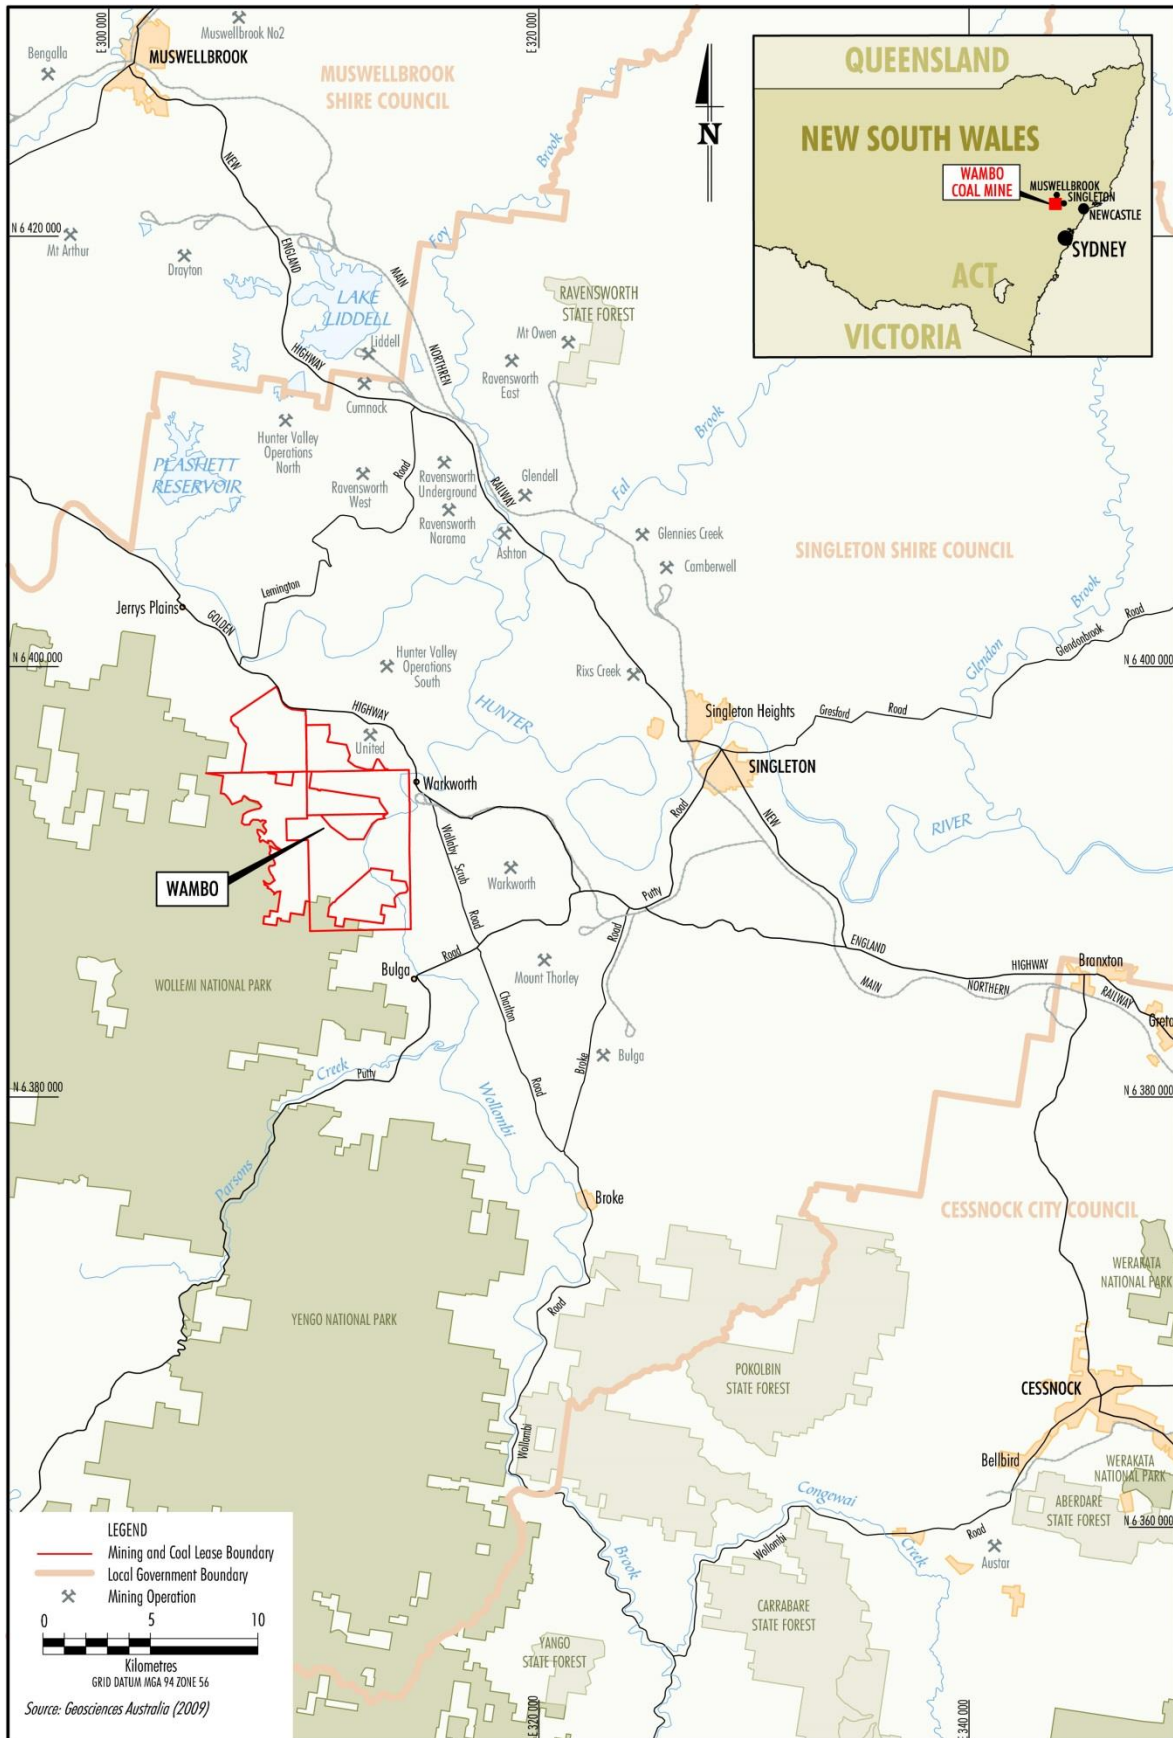 E 300 000
E 320 000
Muswellbrook No2
Bengalla
MUSWELLBROOK
MUSWELLBROOK
SHIRE COUNCIL
N
QUEENSLAND
NEW SOUTH WALES
WAMBO
COAL MINE
MUSWELLBROOK
SINGLETON
NEWCASTLE
SYDNEY
ACT
VICTORIA
NEW
ENGLAND
HIGHWAY
Brook
Foy
N 6 420 000
Mt Arthur
Drayton
MAIN
NORTHREN
RAILWAY
LAKE
LIDDELL
Liddell
RAVENSWORTH
STATE FOREST
Mt Owen
Ravensworth
East
Cumnock
Hunter Valley
Operations
North
PLASHETT
RESERVOIR
Ravensworth
West
Road
Ravensworth
Underground
Ravensworth
Narama
Glendell
Ashton
Brook
Fal
Glennies Creek
Camberwell
SINGLETON SHIRE COUNCIL
Lemington
Jerrys Plains
GOLDEN
HIGHWAY
Brook
Glendon
Road
Glendonbrook
N 6 400 000
N 6 400 000
Hunter Valley
Operations
South
Rixs Creek
HUNTER
Singleton Heights
Gresford
Road
United
Warkworth
SINGLETON
NEW
RIVER
Road
Wallaby
Scrub
Road
Warkworth
WAMBO
Putty
Road
ENGLAND
HIGHWAY
Branxton
Bulga
Road
Mount Thorley
MAIN
NORTHERN
RAILWAY
Greta
WOLLEMI NATIONAL PARK
Charlton
Road
Broke
Bulga
Creek
Putty
N 6 380 000
N 6 380 000
Wollombi
Parsons
Broke
CESSNOCK CITY COUNCIL
WERAKATA
NATIONAL PARK
YENGO NATIONAL PARK
Road
POKOLBIN
STATE FOREST
CESSNOCK
Wollombi
Bellbird
WERAKATA
NATIONAL PARK
ABERDARE
STATE FOREST
N 6 360 000
Congewai
Creek
Wollombi
Road
Austar
Brook
CARRABARE
STATE FOREST
YANGO
STATE FOREST
E 320 000
E 340 000
LEGEND
Mining and Coal Lease Boundary
Local Government Boundary
Mining Operation
0 5 10
Kilometres
GRID DATUM MGA 94 ZONE 56
Source: Geosciences Australia (2009)